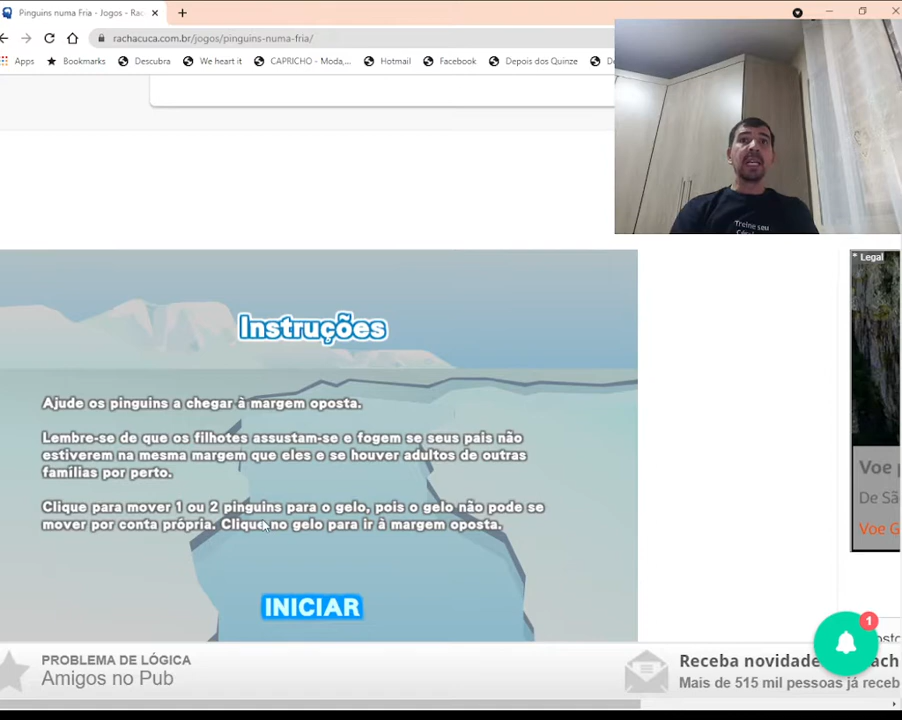 Pinguins numa Fria - Jogos - Rac
rachacuca.com.br/jogos/pinguins-numa-fria/
Apps
Bookmarks
Descubra
We heart it
CAPRICHO - Moda,...
Hotmail
Facebook
Depois dos Quinze
Treine seu
* Legal
Instruções
Ajude os pinguins a chegar à margem oposta.
Lembre-se de que os filhotes assustam-se e fogem se seus pais não
estiverem na mesma margem que eles e se houver adultos de outras
famílias por perto.
Clique para mover 1 ou 2 pinguins para o gelo, pois o gelo não pode se
mover por conta própria. Clique no gelo para ir à margem oposta.
INICIAR
Voe
De Sã
Voe G
1
PROBLEMA DE LÓGICA
Amigos no Pub
Receba novidade
Mais de 515 mil pessoas já receb